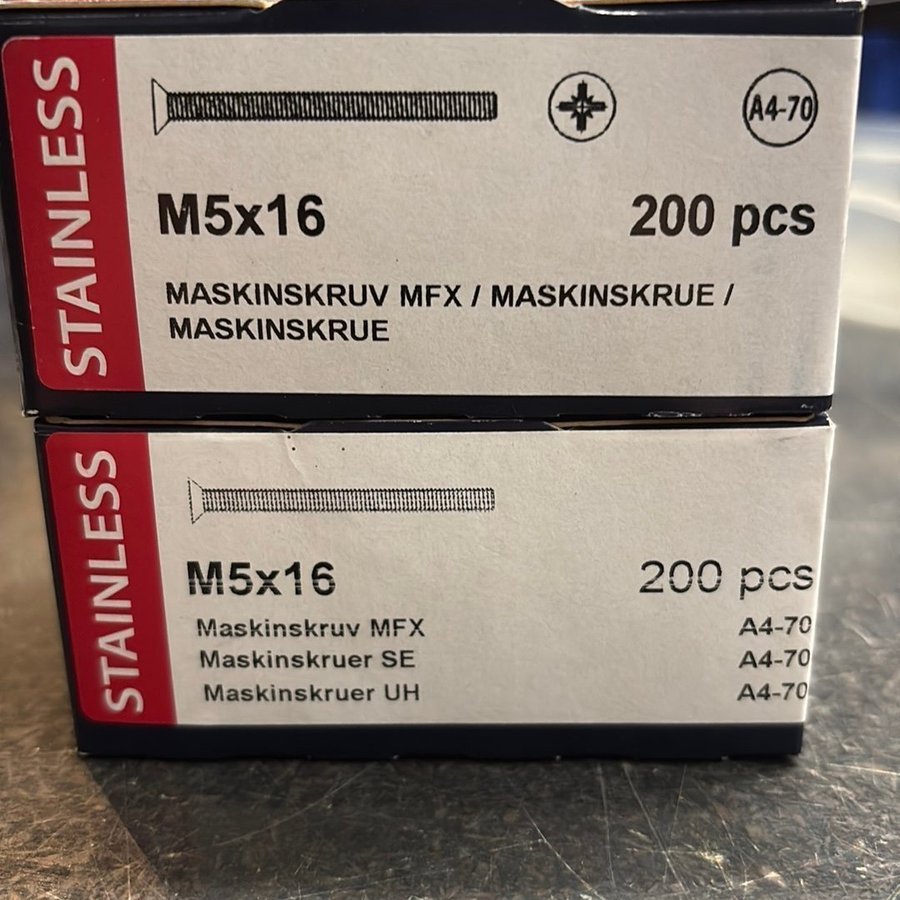 STAINLESS
A4-70
M5x16 200 pcs
MASKINSKRUV MFX / MASKINSKRUE /
MASKINSKRUE
STAINLESS
M5x16 200 pcs
Maskinskruv MFX A4-70
Maskinskruer SE A4-70
Maskinskruer UH A4-70